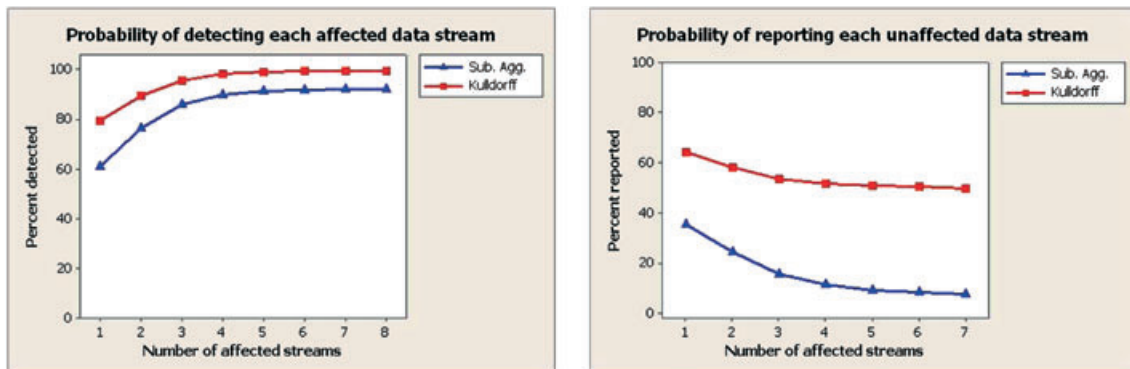 Probability of detecting each affected data stream
Sub. Agg.
Kulldorff
Percent detected
100
80
60
40
20
0
1 2 3 4 5 6 7 8
Number of affected streams
Probability of reporting each unaffected data stream
Sub. Agg.
Kulldorff
Percent reported
100
80
60
40
20
0
1 2 3 4 5 6 7
Number of affected streams